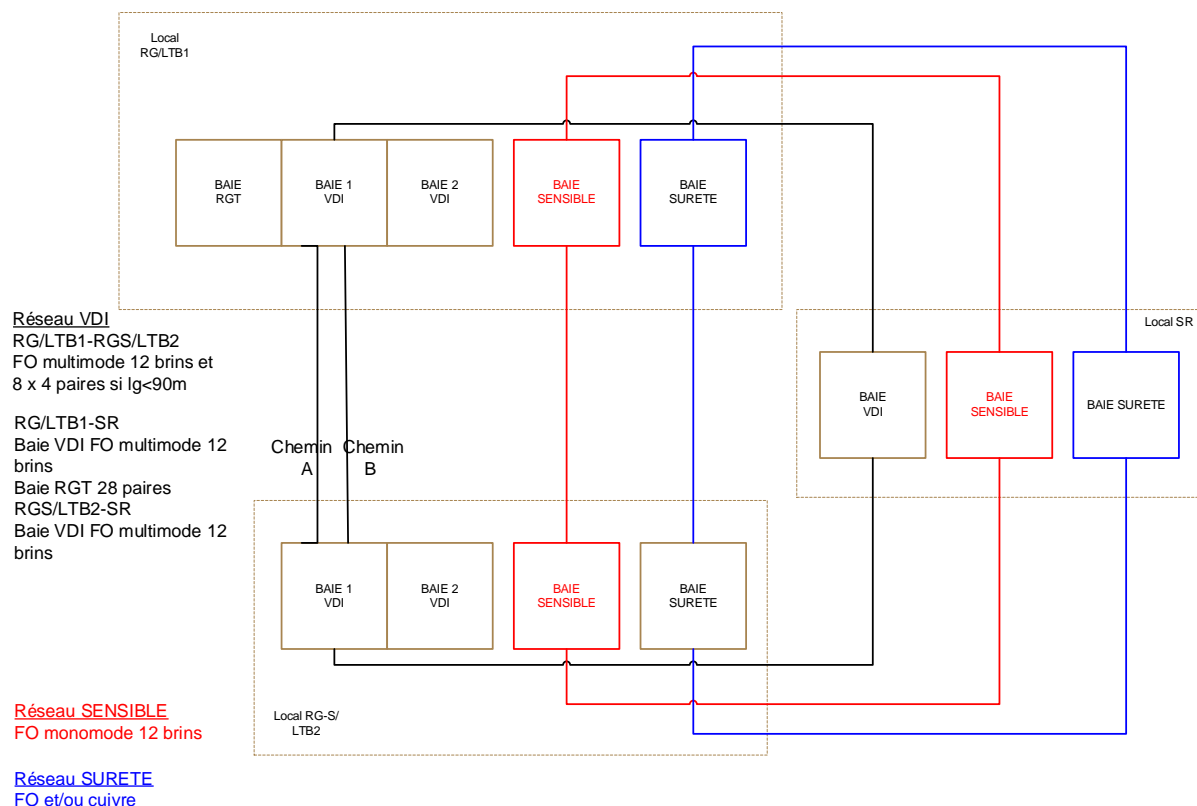 Local
RG/LTB1
BAIE
RGT
BAIE 1
VDI
BAIE 2
VDI
BAIE
SENSIBLE
BAIE
SURETE
Réseau VDI
RG/LTB1-RGS/LTB2
FO multimode 12 brins et
8 x 4 paires si lg<90m
RG/LTB1-SR
Baie VDI FO multimode 12
brins
Baie RGT 28 paires
RGS/LTB2-SR
Baie VDI FO multimode 12
brins
Chemin
A
Chemin
B
Local SR
BAIE
VDI
BAIE
SENSIBLE
BAIE SURETE
BAIE 1
VDI
BAIE 2
VDI
BAIE
SENSIBLE
BAIE
SURETE
Local RG-S/
LTB2
Réseau SENSIBLE
FO monomode 12 brins
Réseau SURETE
FO et/ou cuivre